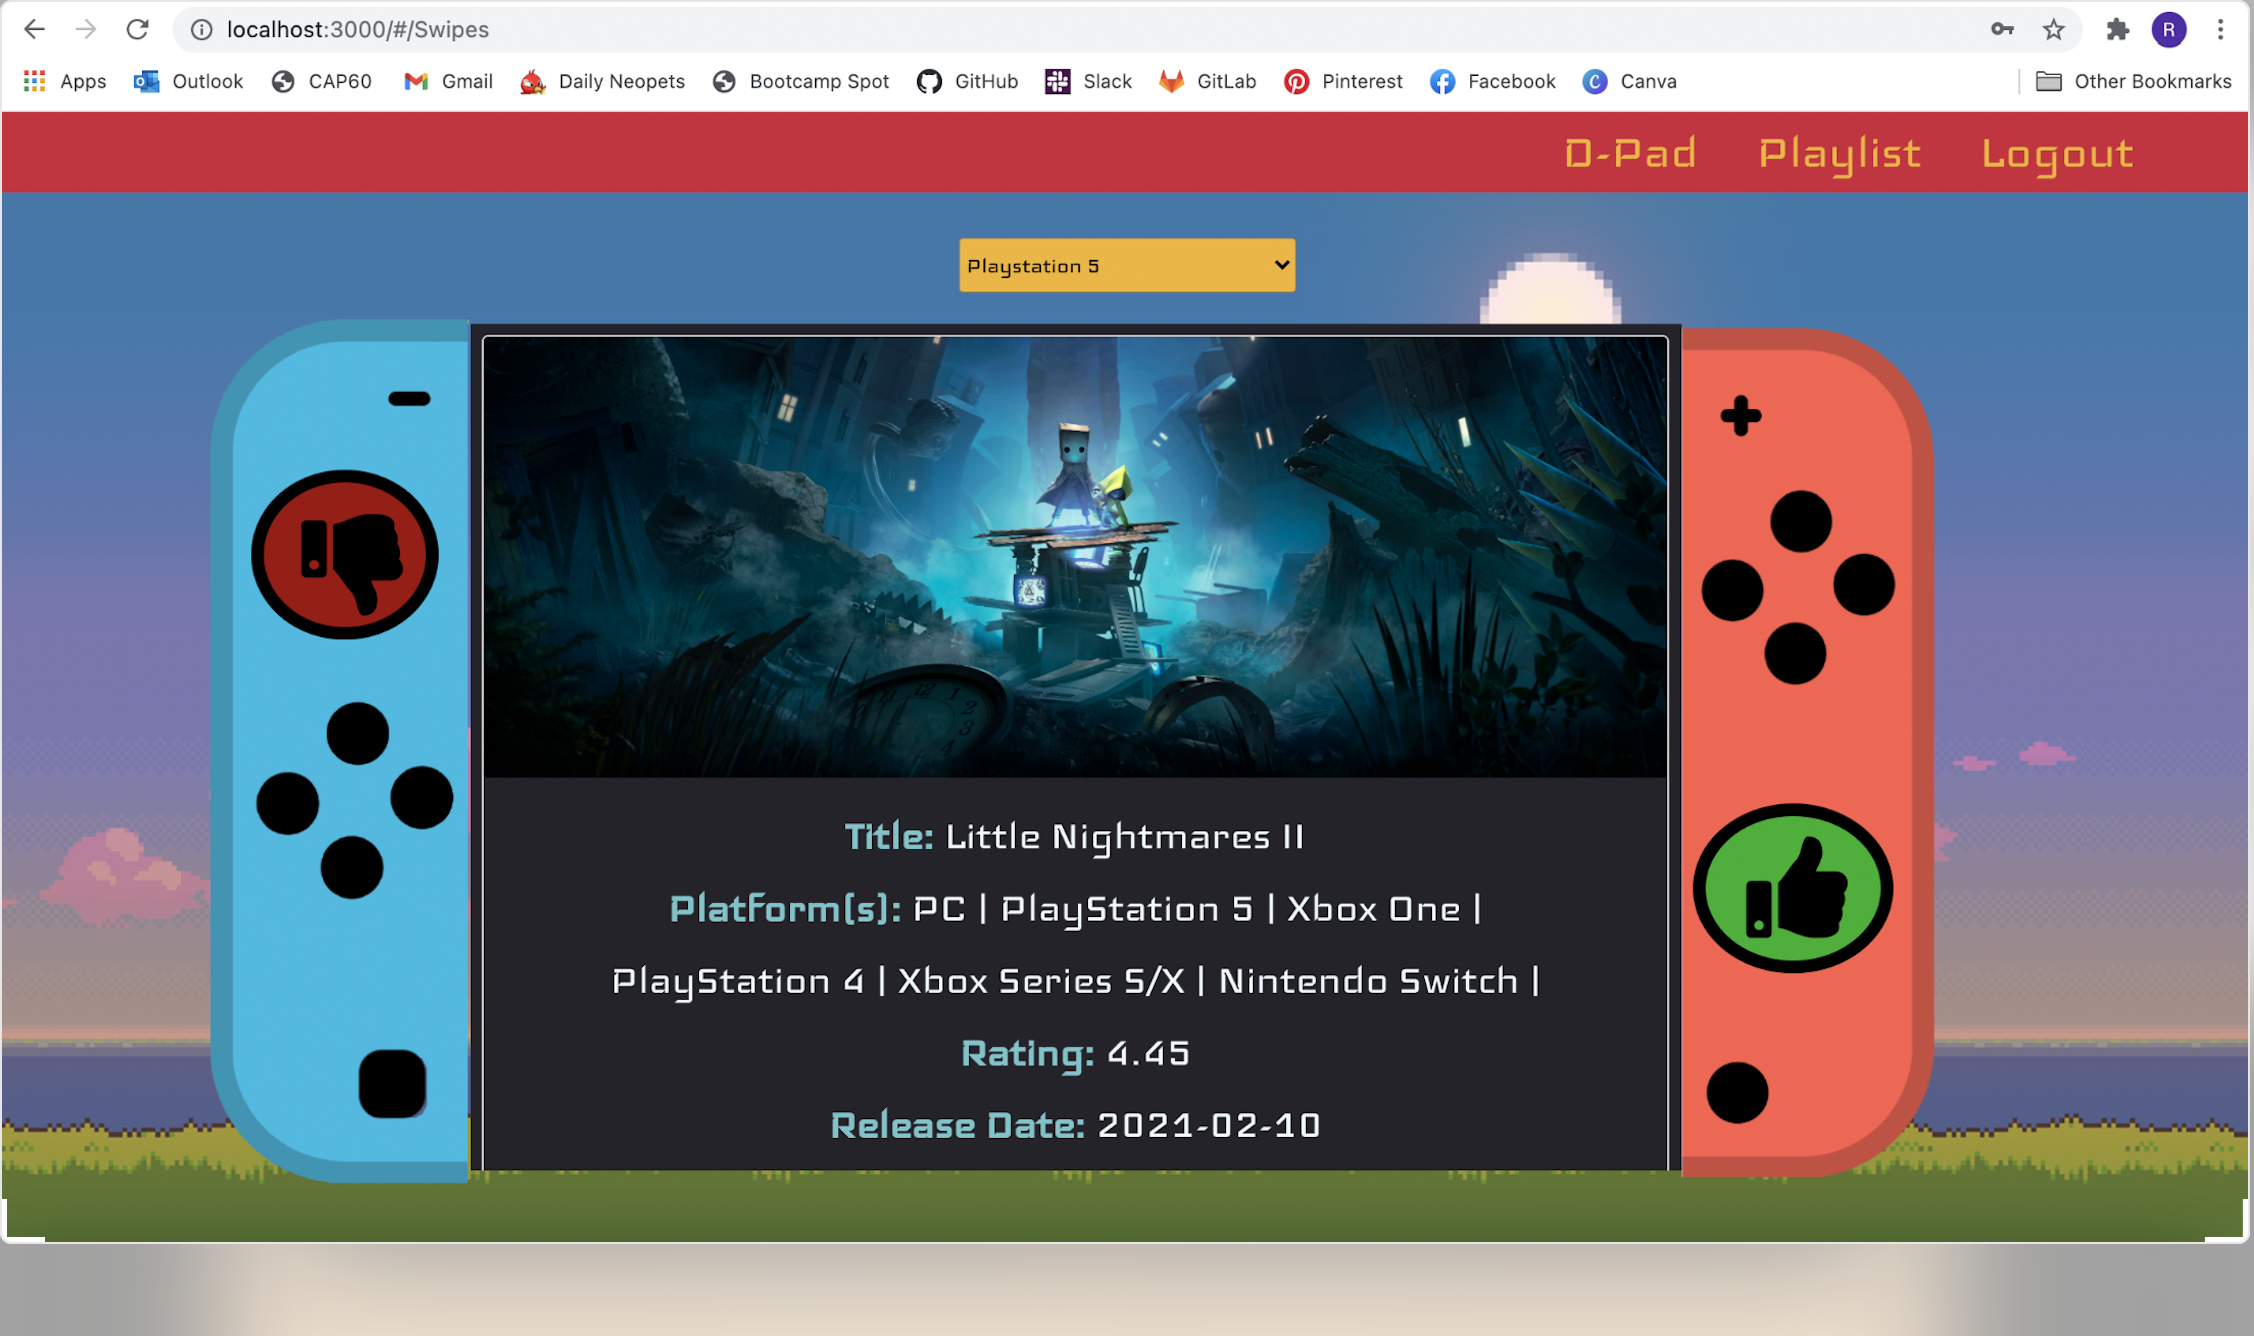 localhost:3000/#/Swipes
R
Apps Outlook CAP60 Gmail Daily Neopets Bootcamp Spot GitHub Slack GitLab Pinterest Facebook Canva Other Bookmarks
D-Pad Playlist Logout
Playstation 5
Title: Little Nightmares II
Platform(s): PC | PlayStation 5 | Xbox One |
PlayStation 4 | Xbox Series S/X | Nintendo Switch |
Rating: 4.45
Release Date: 2021-02-10